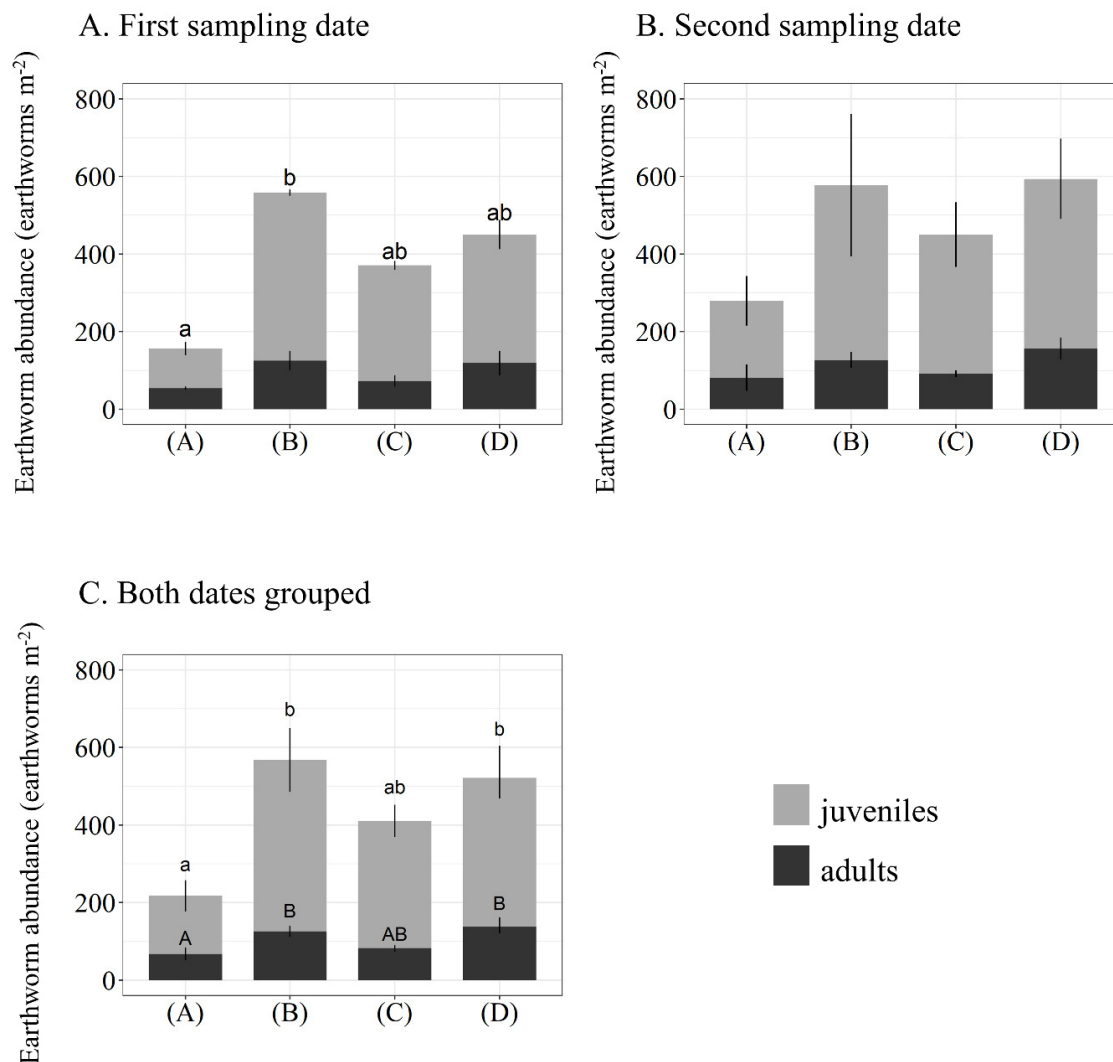 A. First sampling date
Earthworm abundance (earthworms m-2)
800
600
400
200
0
a
b
ab
ab
(A) (B) (C) (D)
B. Second sampling date
Earthworm abundance (earthworms m-2)
800
600
400
200
0
(A) (B) (C) (D)
C. Both dates grouped
Earthworm abundance (earthworms m-2)
800
600
400
200
0
a
b
ab
b
A
B
AB
B
(A) (B) (C) (D)
juveniles
adults